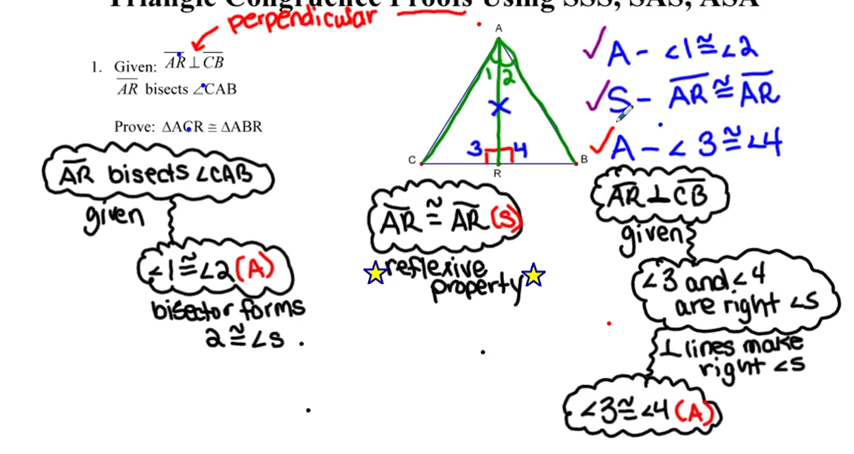 Triangle Congruence Proofs Using SSS, SAS, ASA
perpendicular
1. Given: AR ⊥ CB
AR bisects ∠CAB
Prove: ΔACR ≅ ΔABR
A
1 2
3 4
C R B
✓A - ∠1≅∠2
✓S - AR ≅ AR
✓A - ∠3≅∠4
AR bisects ∠CAB
given
∠1≅∠2(A)
bisector forms
2 ≅ ∠s
AR ≅ AR(S)
reflexive
property
AR ⊥ CB
given
∠3 and ∠4
are right ∠s
⊥ lines make
right ∠s
∠3≅∠4(A)